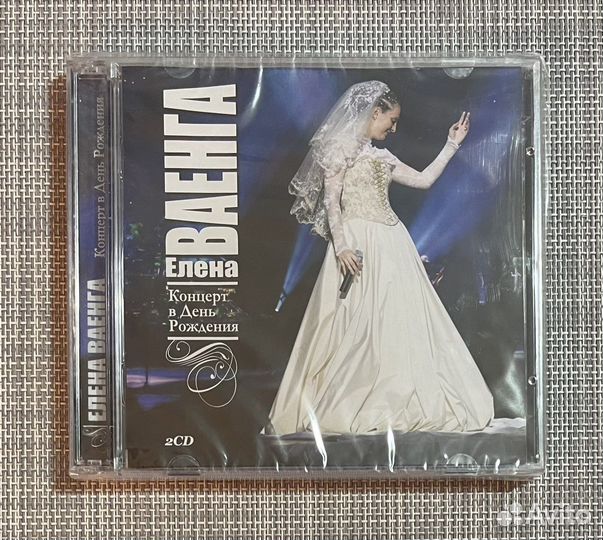 Елена
ВАЕНГА
Концерт
в День
Рождения
2CD
ЕЛЕНА ВАЕНГА
Концерт в День Рождения
Avito